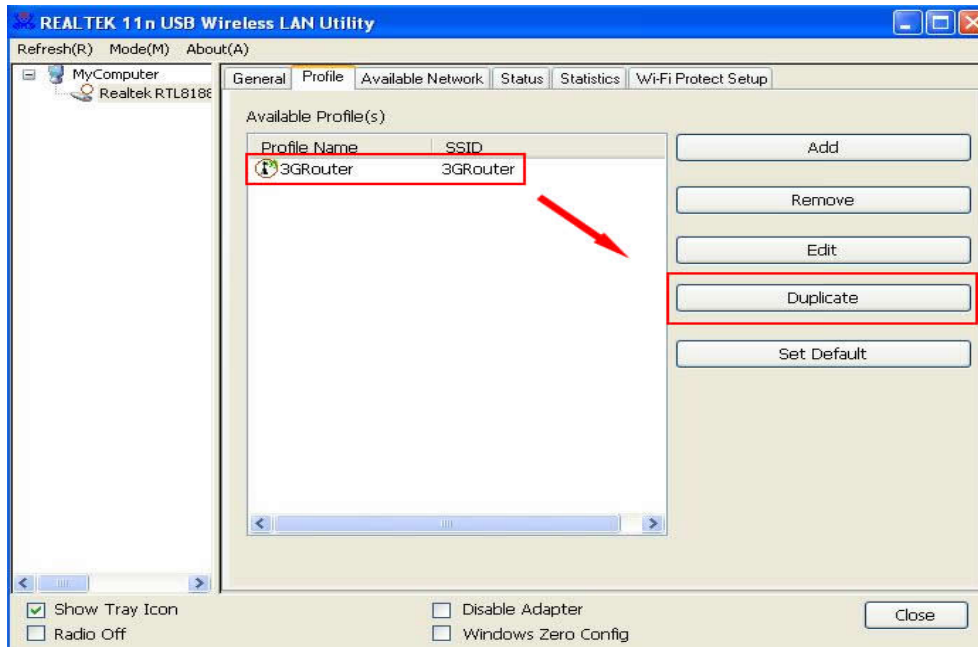 REALTEK 11n USB Wireless LAN Utility
Refresh(R) Mode(M) About(A)
MyComputer
Realtek RTL8188
General Profile Available Network Status Statistics Wi-Fi Protect Setup
Available Profile(s)
Profile Name SSID
3GRouter 3GRouter
Add
Remove
Edit
Duplicate
Set Default
Show Tray Icon
Radio Off
Disable Adapter
Windows Zero Config
Close